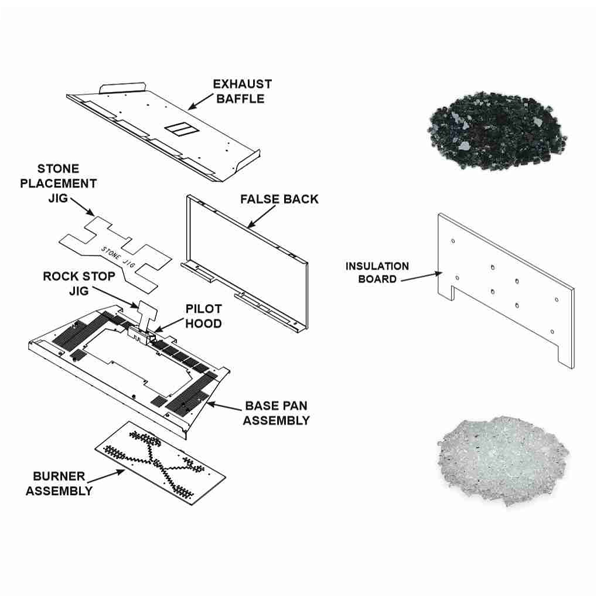 EXHAUST
BAFFLE
STONE
PLACEMENT
JIG
FALSE BACK
STONE JIG
INSULATION
BOARD
ROCK STOP
JIG
PILOT
HOOD
BASE PAN
ASSEMBLY
BURNER
ASSEMBLY